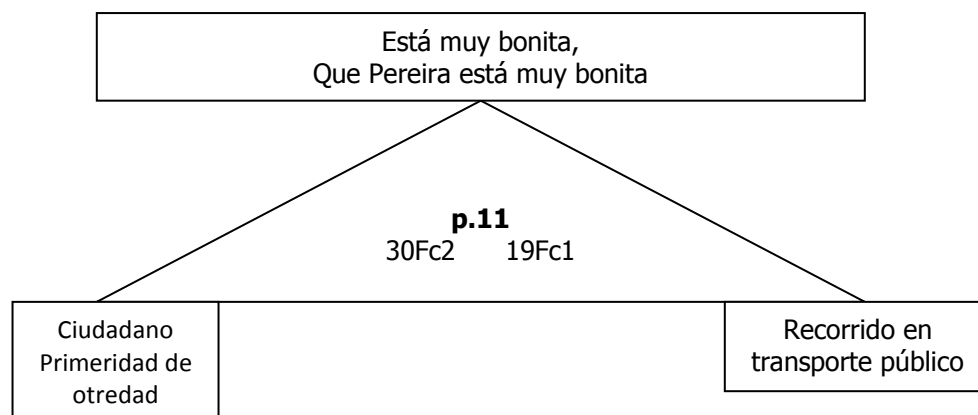 Está muy bonita,
Que Pereira está muy bonita
p.11
30Fc2 19Fc1
Ciudadano
Primeridad de
otredad
Recorrido en
transporte público